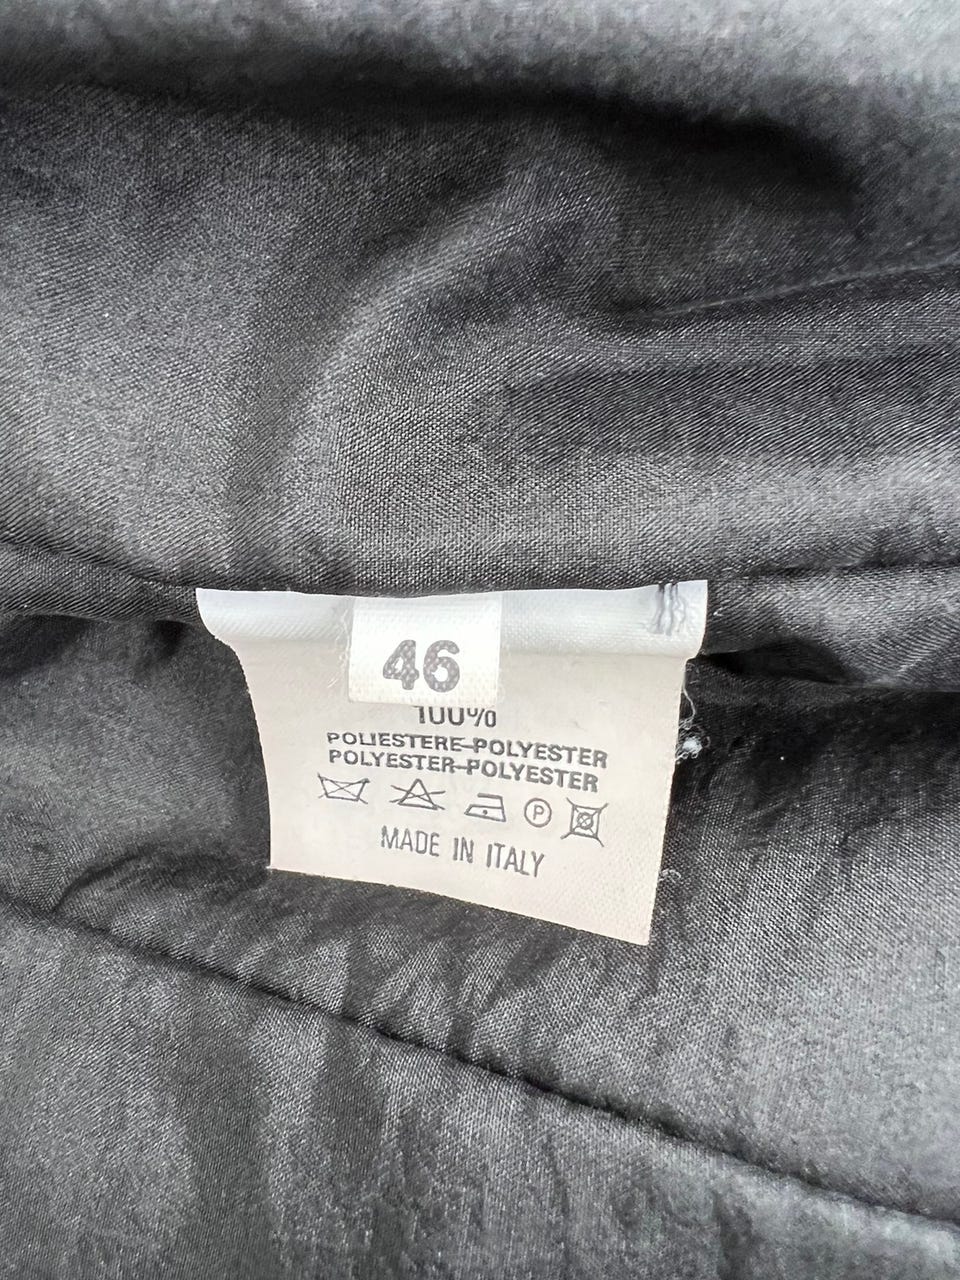 46
100%
POLIESTERE-POLYESTER
POLYESTER-POLYESTER
P
MADE IN ITALY